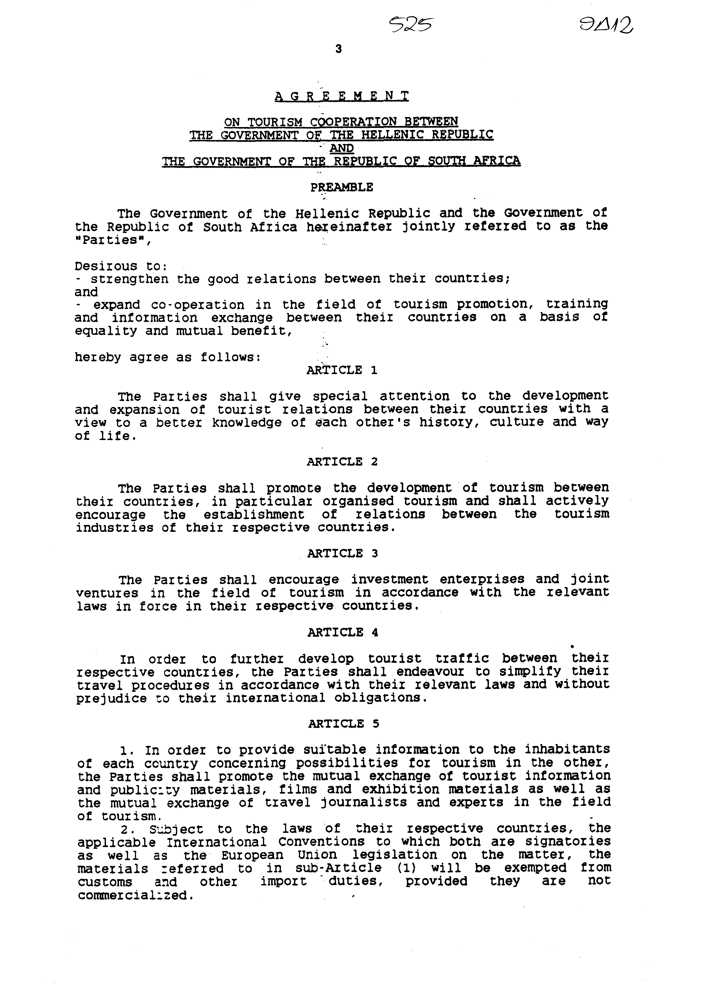 525 9Δ12
3
A G R E E M E N T
ON TOURISM COOPERATION BETWEEN
THE GOVERNMENT OF THE HELLENIC REPUBLIC
AND
THE GOVERNMENT OF THE REPUBLIC OF SOUTH AFRICA
PREAMBLE
The Government of the Hellenic Republic and the Government of
the Republic of South Africa hereinafter jointly referred to as the
"Parties",
Desirous to:
- strengthen the good relations between their countries;
and
- expand co-operation in the field of tourism promotion, training
and information exchange between their countries on a basis of
equality and mutual benefit,
hereby agree as follows:
ARTICLE 1
The Parties shall give special attention to the development
and expansion of tourist relations between their countries with a
view to a better knowledge of each other's history, culture and way
of life.
ARTICLE 2
The Parties shall promote the development of tourism between
their countries, in particular organised tourism and shall actively
encourage the establishment of relations between the tourism
industries of their respective countries.
ARTICLE 3
The Parties shall encourage investment enterprises and joint
ventures in the field of tourism in accordance with the relevant
laws in force in their respective countries.
ARTICLE 4
In order to further develop tourist traffic between their
respective countries, the Parties shall endeavour to simplify their
travel procedures in accordance with their relevant laws and without
prejudice to their international obligations.
ARTICLE 5
1. In order to provide suitable information to the inhabitants
of each country concerning possibilities for tourism in the other,
the Parties shall promote the mutual exchange of tourist information
and publicity materials, films and exhibition materials as well as
the mutual exchange of travel journalists and experts in the field
of tourism.
2. Subject to the laws of their respective countries, the
applicable International Conventions to which both are signatories
as well as the European Union legislation on the matter, the
materials referred to in sub-Article (1) will be exempted from
customs and other import duties, provided they are not
commercialized.